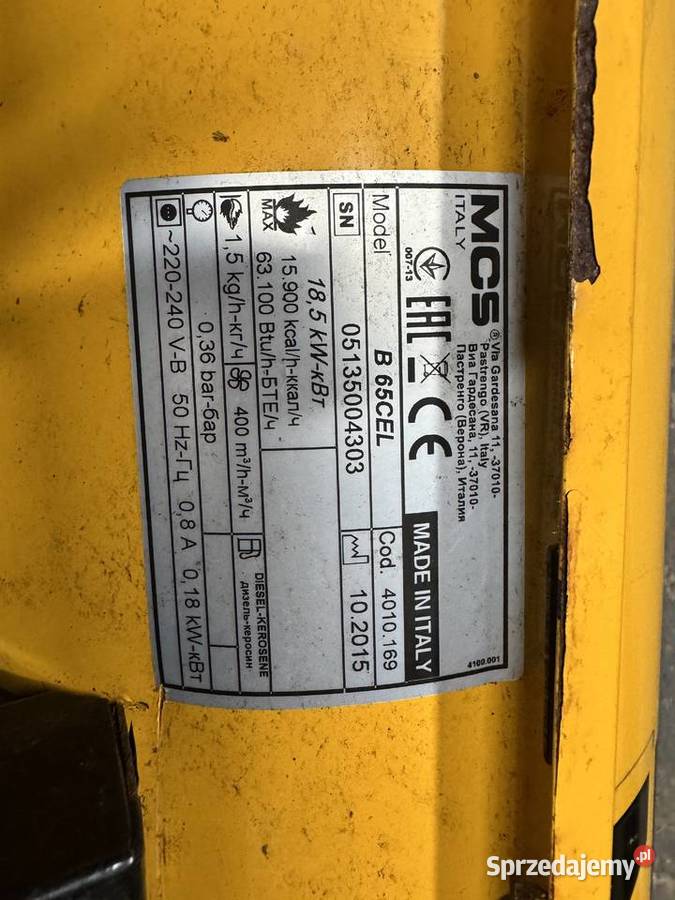 MCS
ITALY
® Via Gardesana 11, -37010-
Pastrengo (VR), Italy
Виа Гардесана, 11, -37010-
Пастренго (Верона), Италия
007-13
EAC CE
MADE IN ITALY
4109.001
Model B 65CEL Cod. 4010.169
SN 05135004303 10.2015
MAX
18,5 kW-кВт
15.900 kcal/h-ккал/ч
63.100 Btu/h-БТЕ/ч
1,5 kg/h-кг/ч 400 m³/h-м³/ч DIESEL-KEROSENE
дизель-керосин
0,36 bar-бар
~220-240 V-В 50 Hz-Гц 0,8 A 0,18 kW-кВт
Sprzedajemy.pl